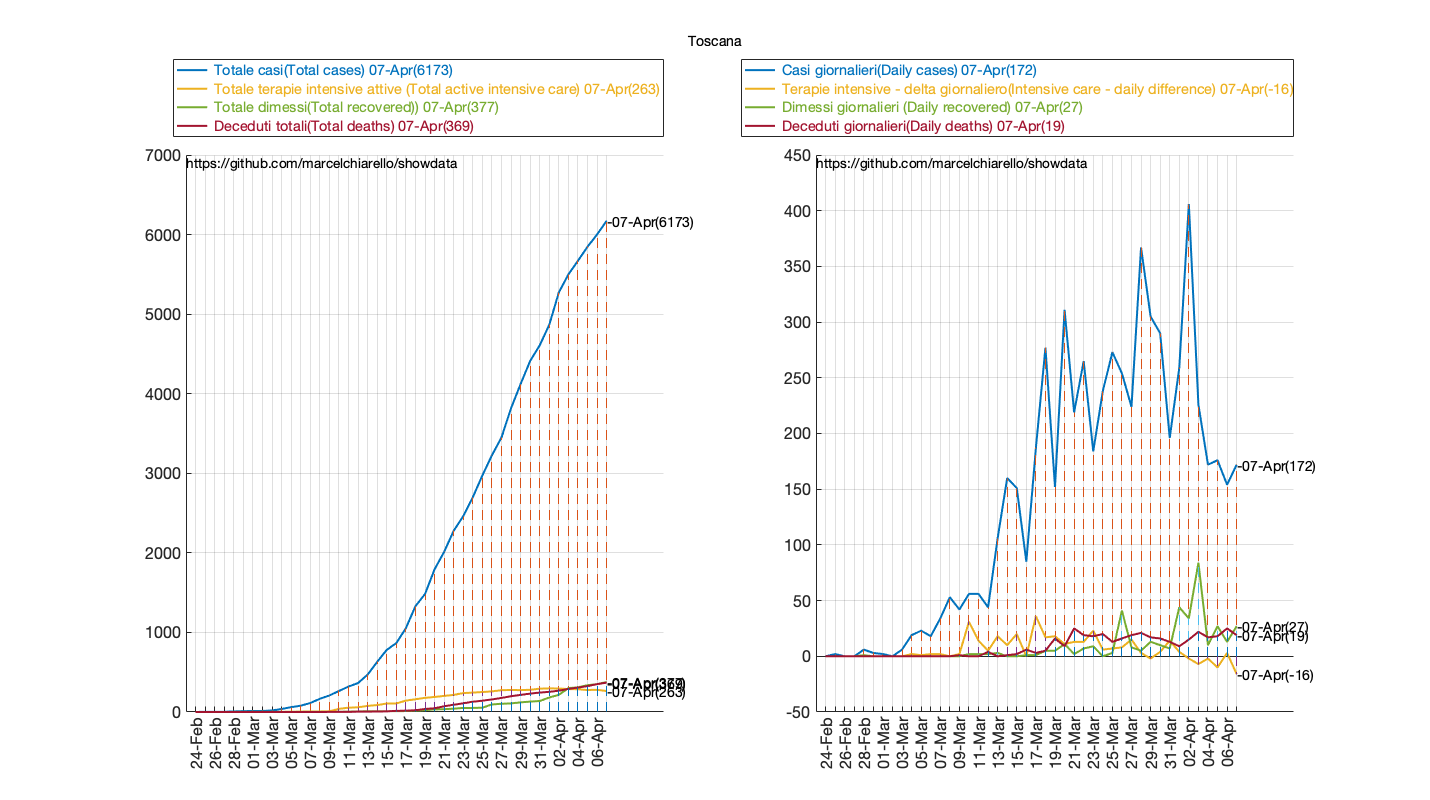 Toscana
Totale casi(Total cases) 07-Apr(6173)
Totale terapie intensive attive (Total active intensive care) 07-Apr(263)
Totale dimessi(Total recovered)) 07-Apr(377)
Deceduti totali(Total deaths) 07-Apr(369)
7000
https://github.com/marcelchiarello/showdata
6000
5000
4000
3000
2000
1000
0
-07-Apr(6173)
-07-Apr(263)
24-Feb
26-Feb
28-Feb
01-Mar
03-Mar
05-Mar
07-Mar
09-Mar
11-Mar
13-Mar
15-Mar
17-Mar
19-Mar
21-Mar
23-Mar
25-Mar
27-Mar
29-Mar
31-Mar
02-Apr
04-Apr
06-Apr
Casi giornalieri(Daily cases) 07-Apr(172)
Terapie intensive - delta giornaliero(Intensive care - daily difference) 07-Apr(-16)
Dimessi giornalieri (Daily recovered) 07-Apr(27)
Deceduti giornalieri(Daily deaths) 07-Apr(19)
450
https://github.com/marcelchiarello/showdata
400
350
300
250
200
150
100
50
0
-50
-07-Apr(172)
-07-Apr(27)
-07-Apr(19)
-07-Apr(-16)
24-Feb
26-Feb
28-Feb
01-Mar
03-Mar
05-Mar
07-Mar
09-Mar
11-Mar
13-Mar
15-Mar
17-Mar
19-Mar
21-Mar
23-Mar
25-Mar
27-Mar
29-Mar
31-Mar
02-Apr
04-Apr
06-Apr